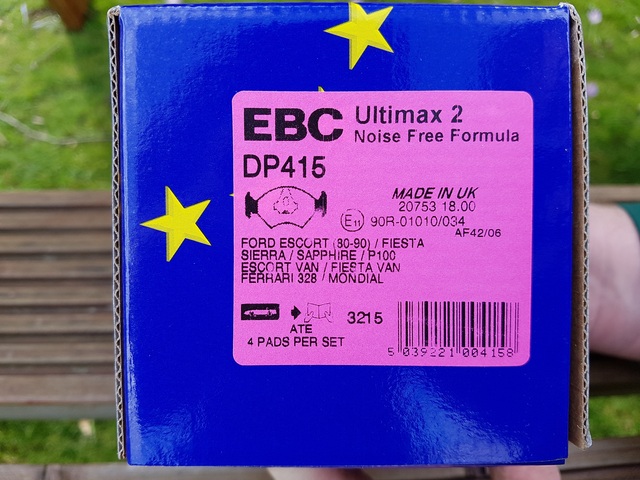 EBC Ultimax 2
Noise Free Formula
DP415
MADE IN UK
20753 18.00
E11 90R-01010/034
AF42/06
FORD ESCORT (80-90) / FIESTA
SIERRA / SAPPHIRE / P100
ESCORT VAN / FIESTA VAN
FERRARI 328 / MONDIAL
ATE
3215
4 PADS PER SET
5 039221 004158